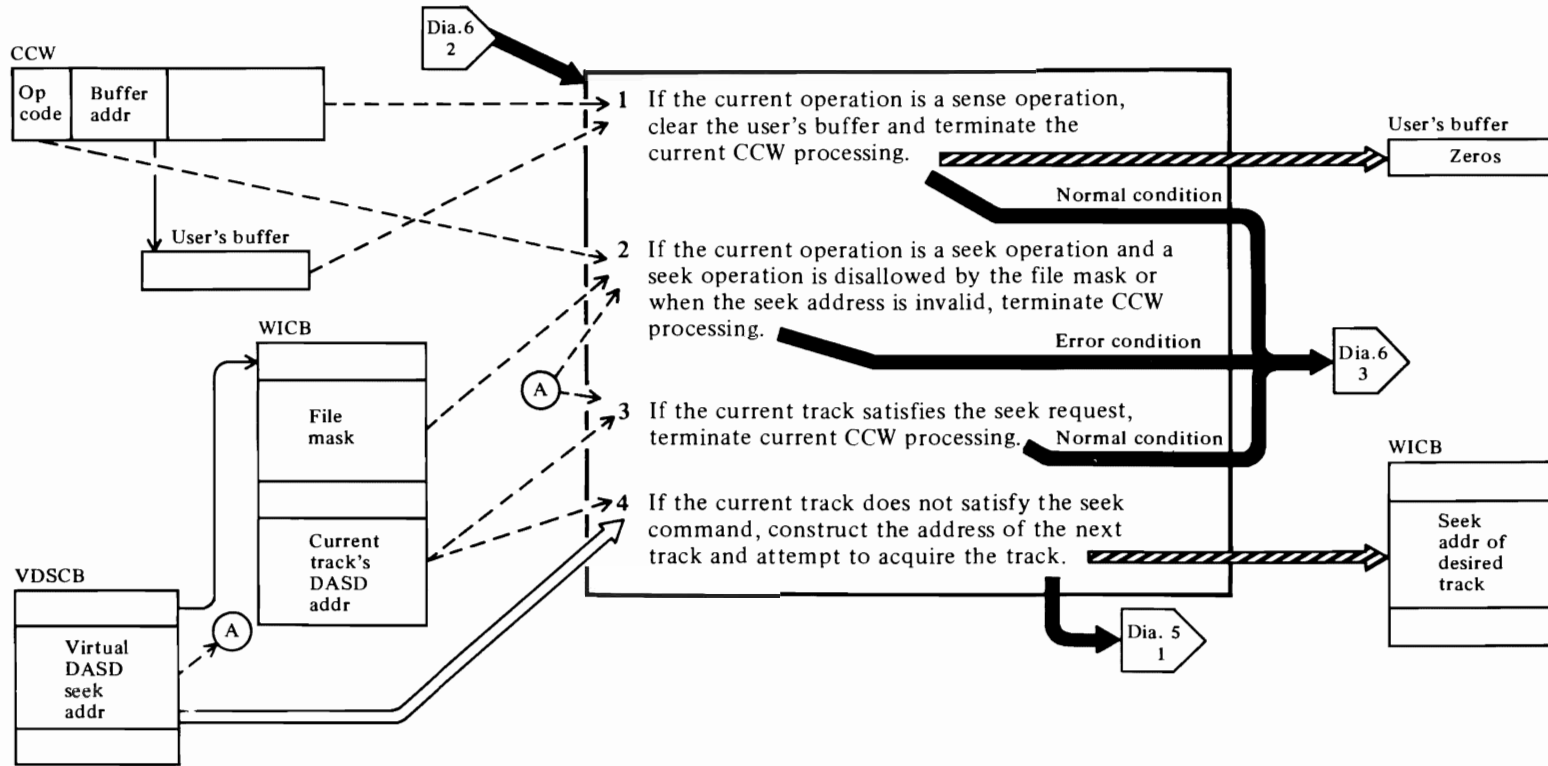 Dia.6
2
CCW
Op
code
Buffer
addr
User's buffer
WICB
File
mask
Current
track's
DASD
addr
VDSCB
Virtual
DASD
seek
addr
A
A
1 If the current operation is a sense operation,
clear the user's buffer and terminate the
current CCW processing.
Normal condition
2 If the current operation is a seek operation and a
seek operation is disallowed by the file mask or
when the seek address is invalid, terminate CCW
processing.
Error condition
3 If the current track satisfies the seek request,
terminate current CCW processing.
Normal condition
4 If the current track does not satisfy the seek
command, construct the address of the next
track and attempt to acquire the track.
Dia. 5
1
User's buffer
Zeros
Dia.6
3
WICB
Seek
addr of
desired
track